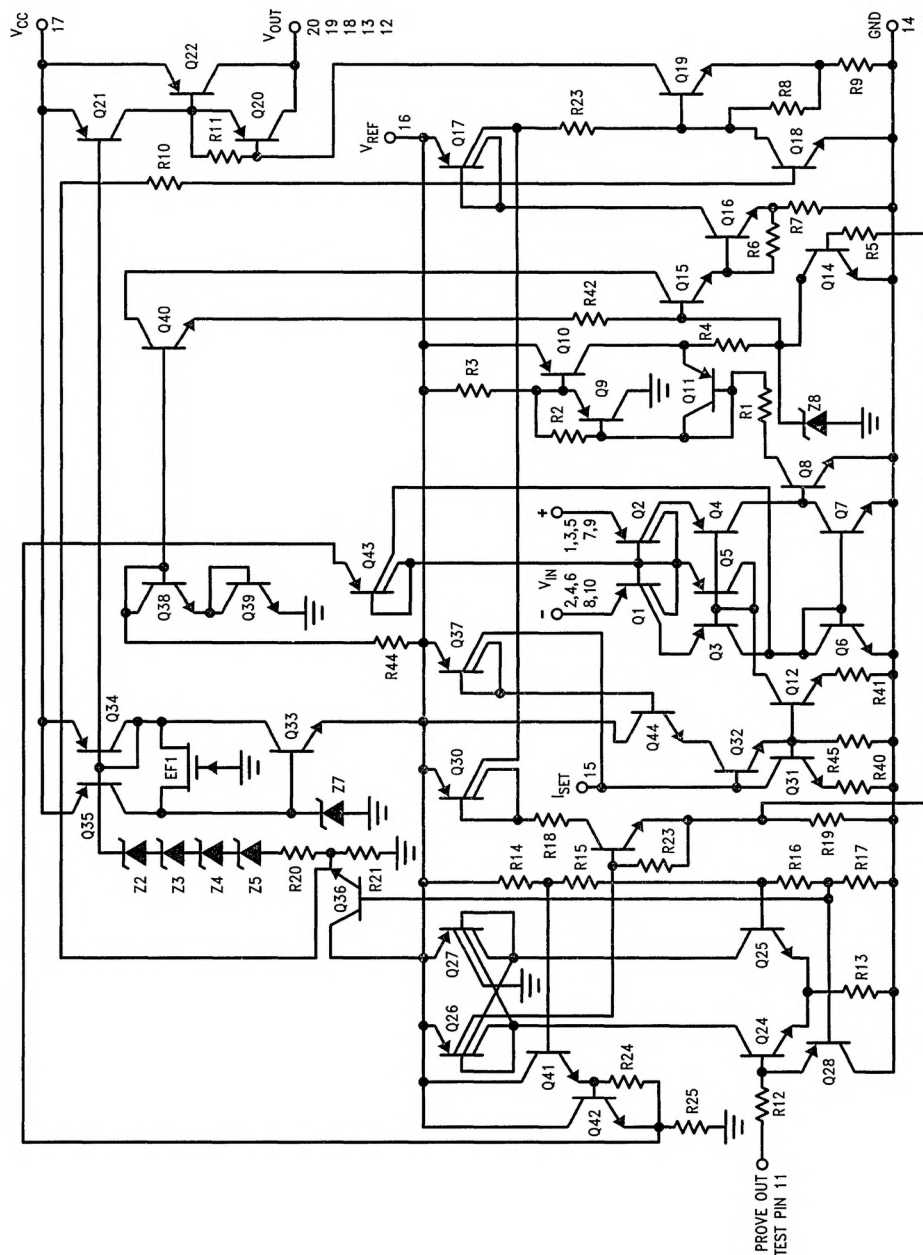 VCC
17
VOUT
20
19
18
13
12
GND
14
Q22
Q21
Q20
R11
R10
Q19
R8
R9
R23
Q18
VREF
16
Q17
Q16
R6
R7
R5
Q14
Q15
R42
Q40
R3
Q10
R4
R2
Q9
Q11
R1
Z8
Q8
Q7
Q43
+
1,3,5
7,9
VIN
2,4,6
8,10
−
Q2
Q1
Q4
Q5
Q3
Q6
Q38
Q39
R44
Q37
Q12
R41
Q34
Q33
EF1
Q35
Z7
Q44
Q32
Q31
R45
R40
ISET
15
Q30
R18
R23
R19
Z2
Z3
Z4
Z5
R20
R21
Q36
R14
R15
R16
R17
Q27
Q26
Q25
R13
Q24
Q28
Q41
Q42
R24
R25
R12
PROVE OUT
TEST PIN 11